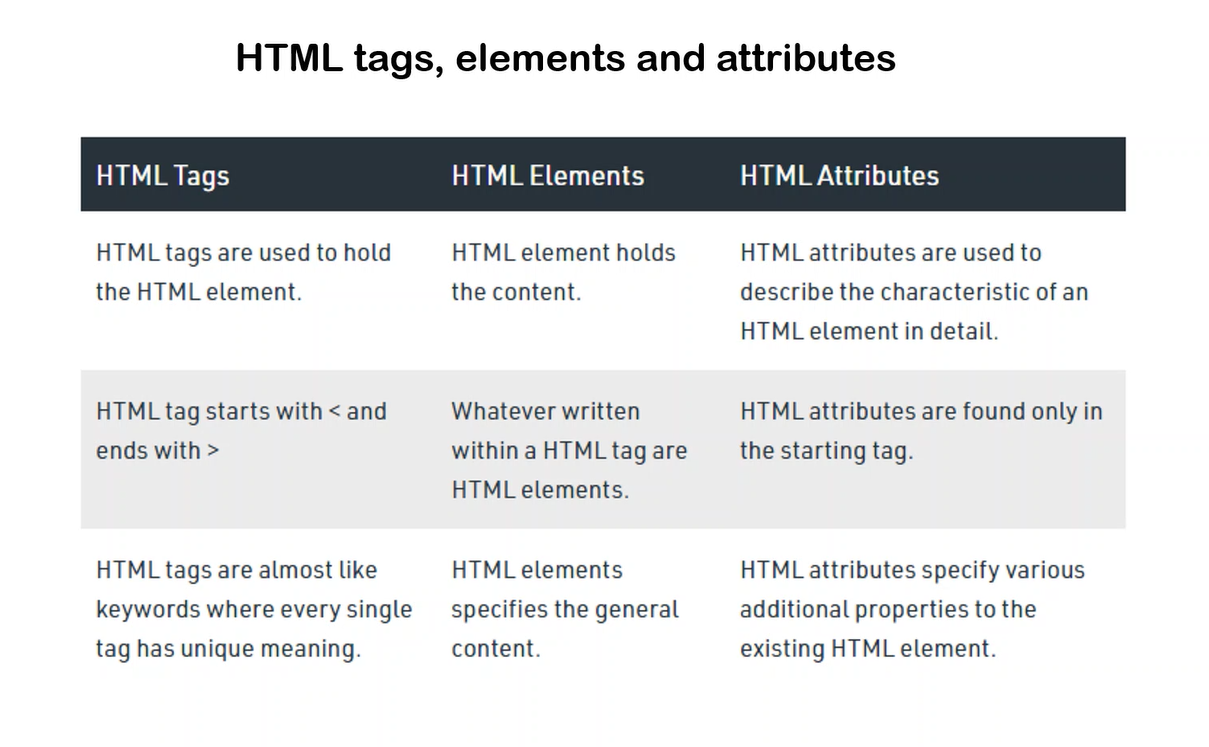 HTML tags, elements and attributes
HTML Tags
HTML Elements
HTML Attributes
HTML tags are used to hold
the HTML element.
HTML element holds
the content.
HTML attributes are used to
describe the characteristic of an
HTML element in detail.
HTML tag starts with < and
ends with >
Whatever written
within a HTML tag are
HTML elements.
HTML attributes are found only in
the starting tag.
HTML tags are almost like
keywords where every single
tag has unique meaning.
HTML elements
specifies the general
content.
HTML attributes specify various
additional properties to the
existing HTML element.